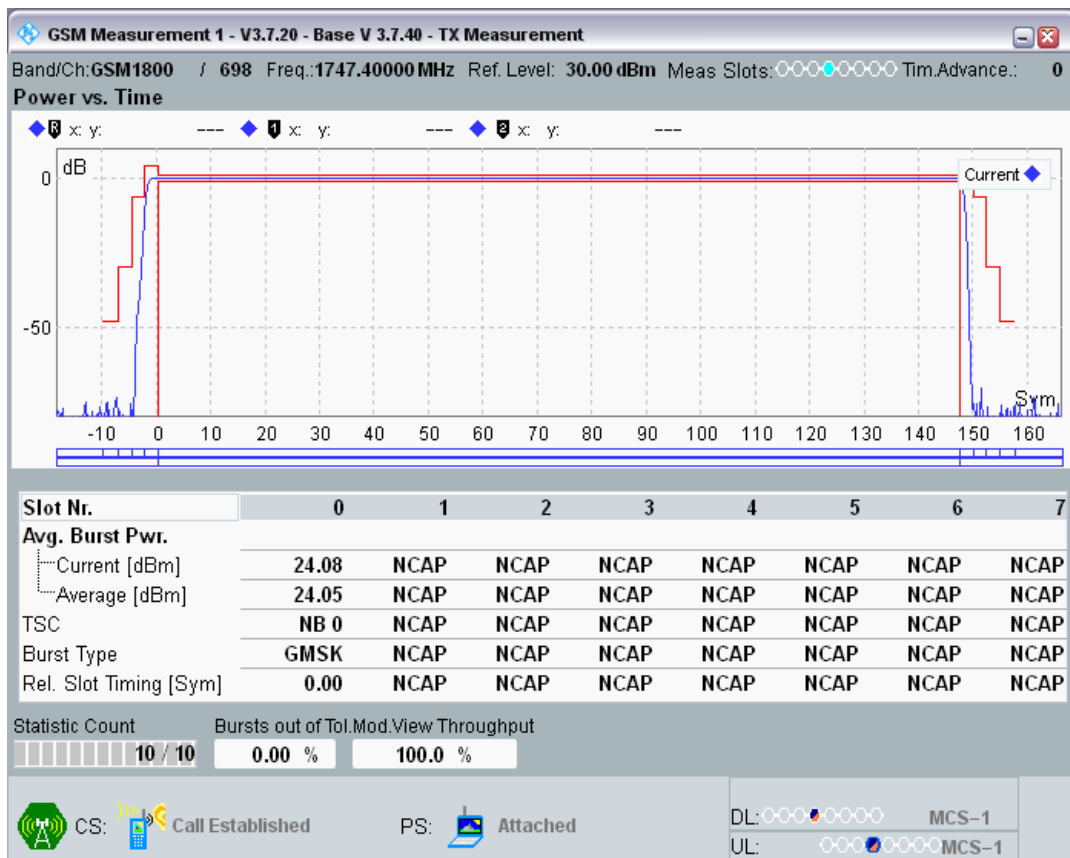 GSM Measurement 1 - V3.7.20 - Base V 3.7.40 - TX Measurement
Band/Ch:GSM1800 / 698 Freq.:1747.40000 MHz Ref. Level: 30.00 dBm Meas Slots: Tim.Advance.: 0
Power vs. Time
R x: y: --- 1 x: y: --- 2 x: y: ---
dB
Current
0
-50
Sym
-10 0 10 20 30 40 50 60 70 80 90 100 110 120 130 140 150 160
Slot Nr. 0 1 2 3 4 5 6 7
Avg. Burst Pwr.
Current [dBm] 24.08 NCAP NCAP NCAP NCAP NCAP NCAP NCAP
Average [dBm] 24.05 NCAP NCAP NCAP NCAP NCAP NCAP NCAP
TSC NB 0 NCAP NCAP NCAP NCAP NCAP NCAP NCAP
Burst Type GMSK NCAP NCAP NCAP NCAP NCAP NCAP NCAP
Rel. Slot Timing [Sym] 0.00 NCAP NCAP NCAP NCAP NCAP NCAP NCAP
Statistic Count Bursts out of Tol.Mod.View Throughput
10 / 10 0.00 % 100.0 %
CS: Call Established PS: Attached
DL: MCS-1
UL: MCS-1